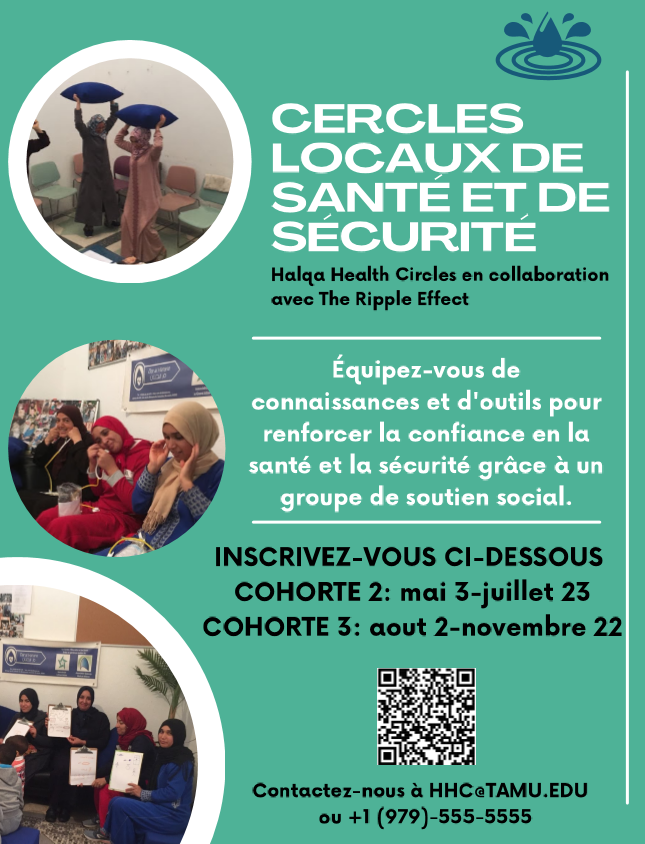 CERCLES
LOCAUX DE
SANTÉ ET DE
SÉCURITÉ
Halqa Health Circles en collaboration
avec The Ripple Effect
Équipez-vous de
connaissances et d'outils pour
renforcer la confiance en la
santé et la sécurité grâce à un
groupe de soutien social.
INSCRIVEZ-VOUS CI-DESSOUS
COHORTE 2: mai 3-juillet 23
COHORTE 3: aout 2-novembre 22
Contactez-nous à HHC@TAMU.EDU
ou +1 (979)-555-5555